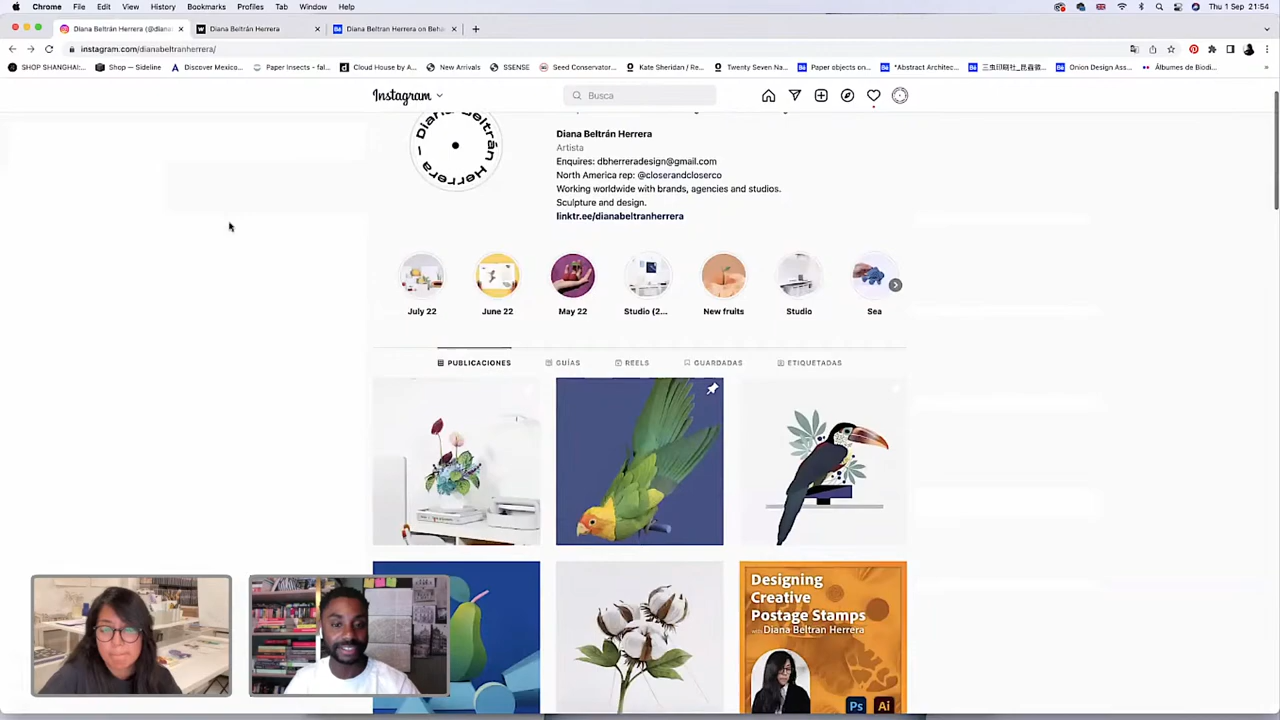 Chrome File Edit View History Bookmarks Profiles Tab Window Help Thu 1 Sep 21:54
Diana Beltrán Herrera (@diana Diana Beltrán Herrera Diana Beltran Herrera on Beha
instagram.com/dianabeltranherrera/
SHOP SHANGHAI: Shop — Sideline Discover Mexico... Paper Insects - fal... Cloud House by A... New Arrivals SSENSE Seed Conservator... Kate Sheridan / Re... Twenty Seven Na... Paper objects on... *Abstract Architec... Onion Design Ass... Álbumes de Biodi...
Instagram Busca
Diana Beltrán Herrera –
Diana Beltrán Herrera
Artista
Enquires: dbherreradesign@gmail.com
North America rep: @closerandcloserco
Working worldwide with brands, agencies and studios.
Sculpture and design.
linktr.ee/dianabeltranherrera
July 22 June 22 May 22 Studio (2... New fruits Studio Sea
PUBLICACIONES GUÍAS REELS GUARDADAS ETIQUETADAS
Designing
Creative
Postage Stamps
with Diana Beltran Herrera
Ps Ai